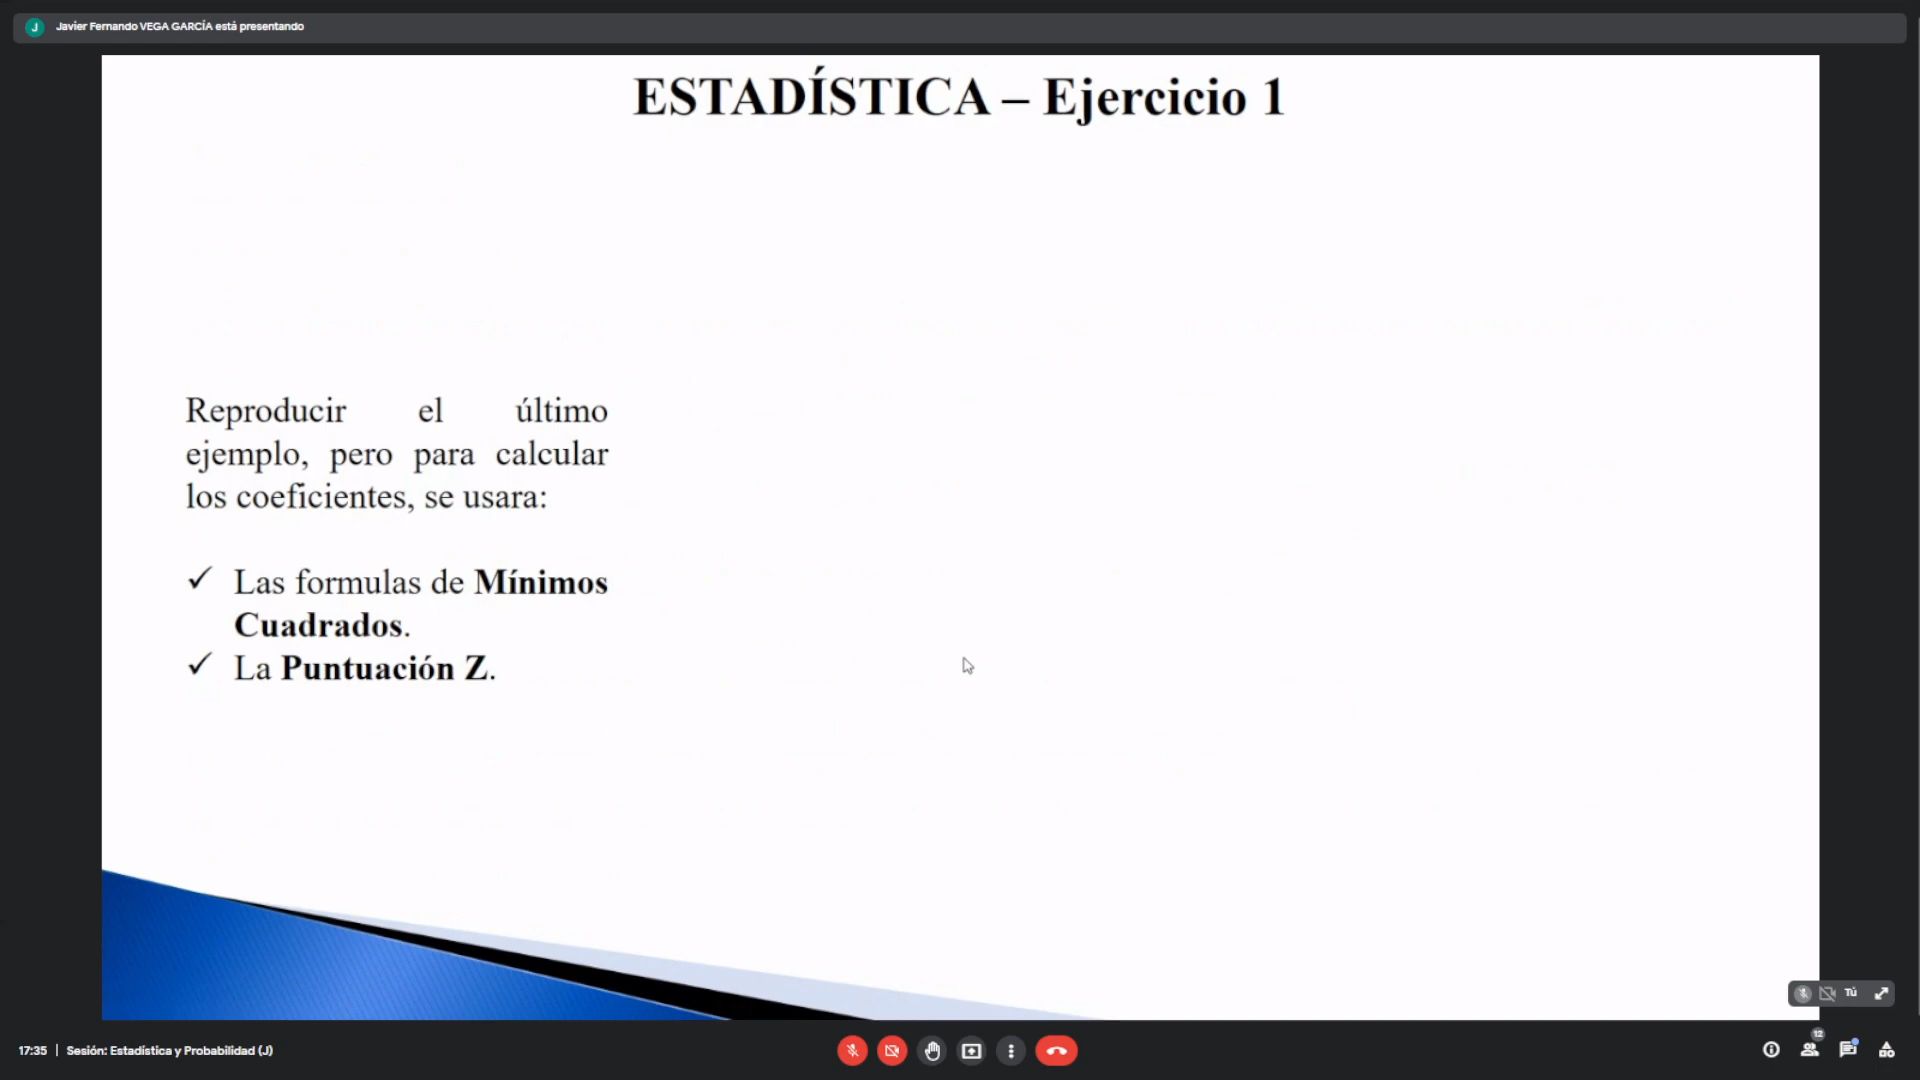 J Javier Fernando VEGA GARCÍA está presentando
ESTADÍSTICA – Ejercicio 1
Reproducir el último
ejemplo, pero para calcular
los coeficientes, se usara:
✓ Las formulas de Mínimos
Cuadrados.
✓ La Puntuación Z.
Tú
17:35 | Sesión: Estadística y Probabilidad (J)
12